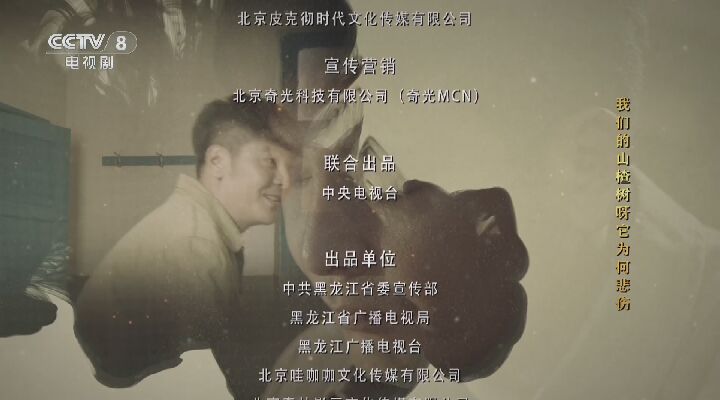 北京皮克彻时代文化传媒有限公司
CCTV 8
电视剧
宣传营销
北京奇光科技有限公司（奇光MCN）
我们的山楂树呀它为何悲伤
联合出品
中央电视台
出品单位
中共黑龙江省委宣传部
黑龙江省广播电视局
黑龙江广播电视台
北京哇咖咖文化传媒有限公司